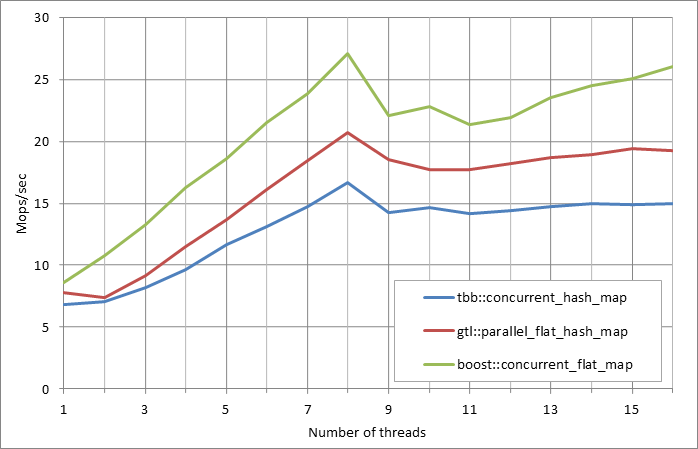 30
25
20
15
10
5
0
Mops/sec
tbb::concurrent_hash_map
gtl::parallel_flat_hash_map
boost::concurrent_flat_map
1 3 5 7 9 11 13 15
Number of threads